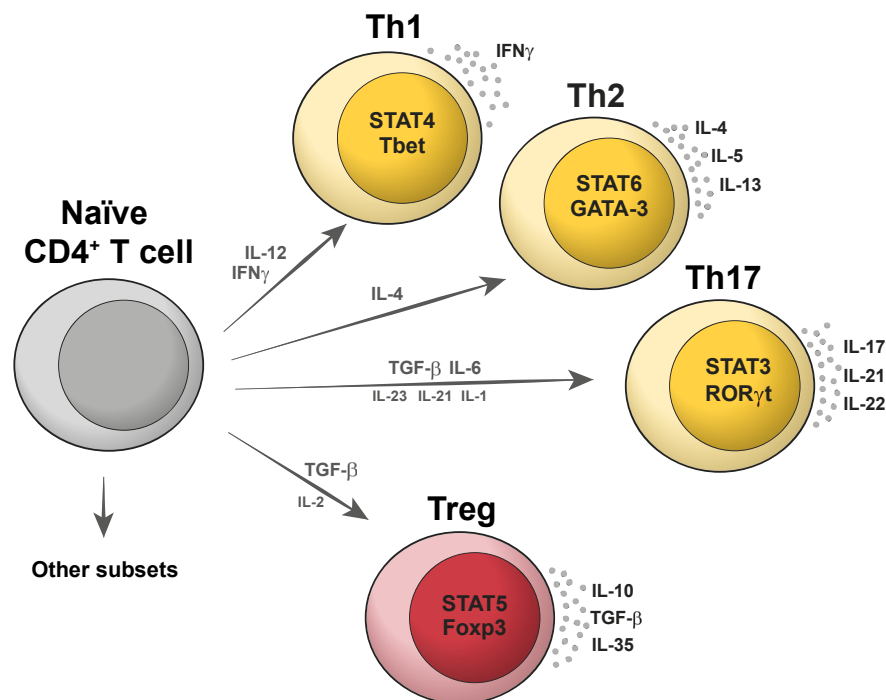 Th1
IFNγ
STAT4
Tbet
Th2
IL-4
IL-5
IL-13
STAT6
GATA-3
Naïve
CD4⁺ T cell
IL-12
IFNγ
IL-4
Th17
IL-17
IL-21
IL-22
STAT3
RORγt
TGF-β IL-6
IL-23 IL-21 IL-1
TGF-β
IL-2
Treg
STAT5
Foxp3
IL-10
TGF-β
IL-35
Other subsets